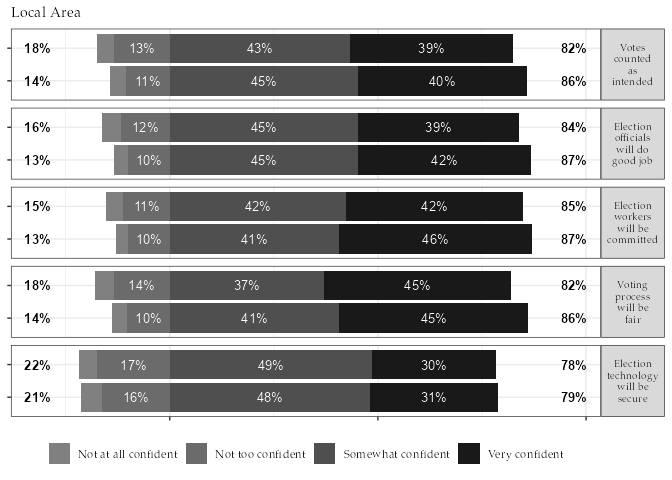 Local Area
18% 13% 43% 39% 82%
14% 11% 45% 40% 86%
Votes
counted
as
intended
16% 12% 45% 39% 84%
13% 10% 45% 42% 87%
Election
officials
will do
good job
15% 11% 42% 42% 85%
13% 10% 41% 46% 87%
Election
workers
will be
committed
18% 14% 37% 45% 82%
14% 10% 41% 45% 86%
Voting
process
will be
fair
22% 17% 49% 30% 78%
21% 16% 48% 31% 79%
Election
technology
will be
secure
Not at all confident Not too confident Somewhat confident Very confident